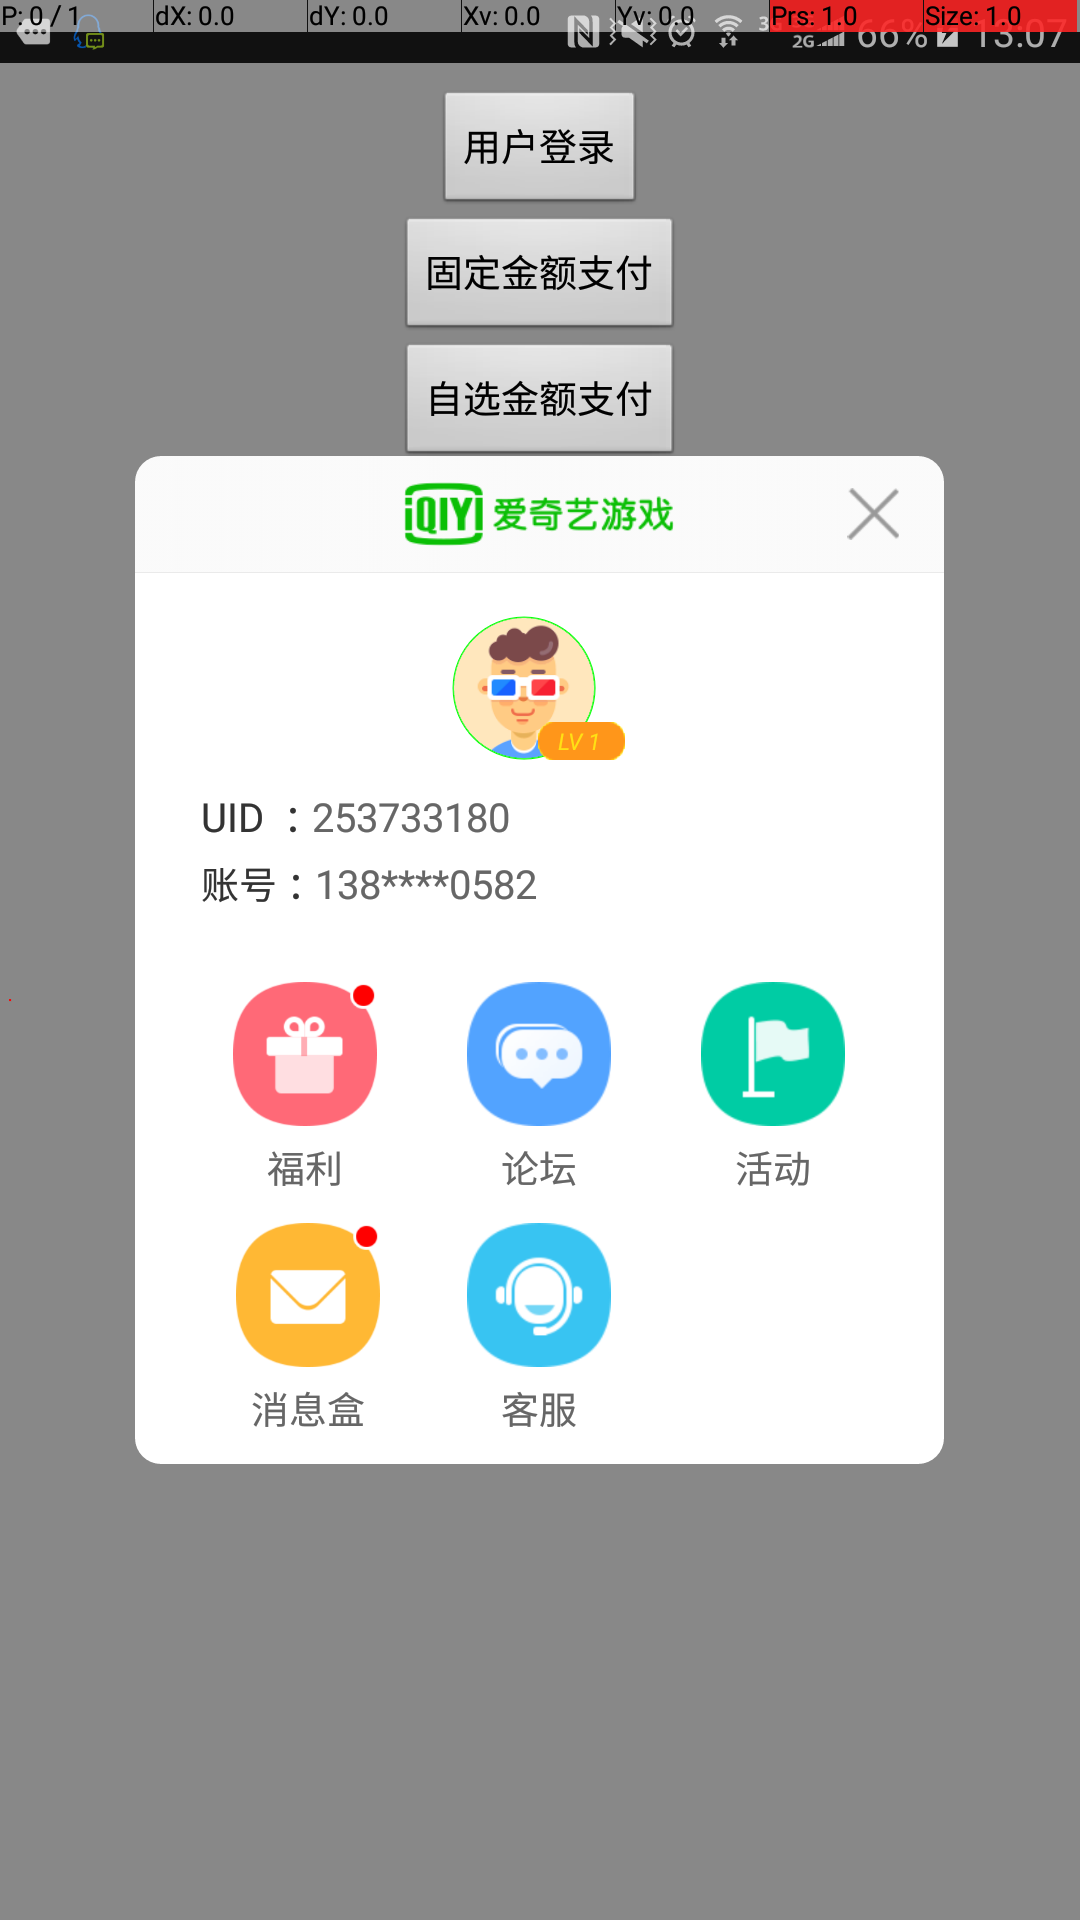 P: 0 / 1 dX: 0.0 dY: 0.0 Xv: 0.0 Yv: 0.0 Prs: 1.0 Size: 1.0
2G 66% 13:07
用户登录
固定金额支付
自选金额支付
iQIYI 爱奇艺游戏
LV 1
UID ：253733180
账号：138****0582
福利 论坛 活动
消息盒 客服